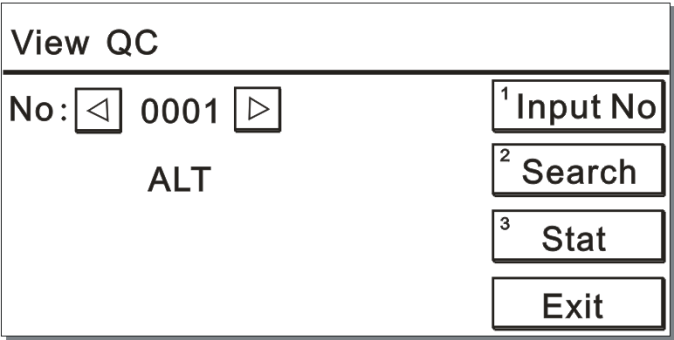 View QC
No: ◁ 0001 ▷
ALT
1 Input No
2 Search
3 Stat
Exit